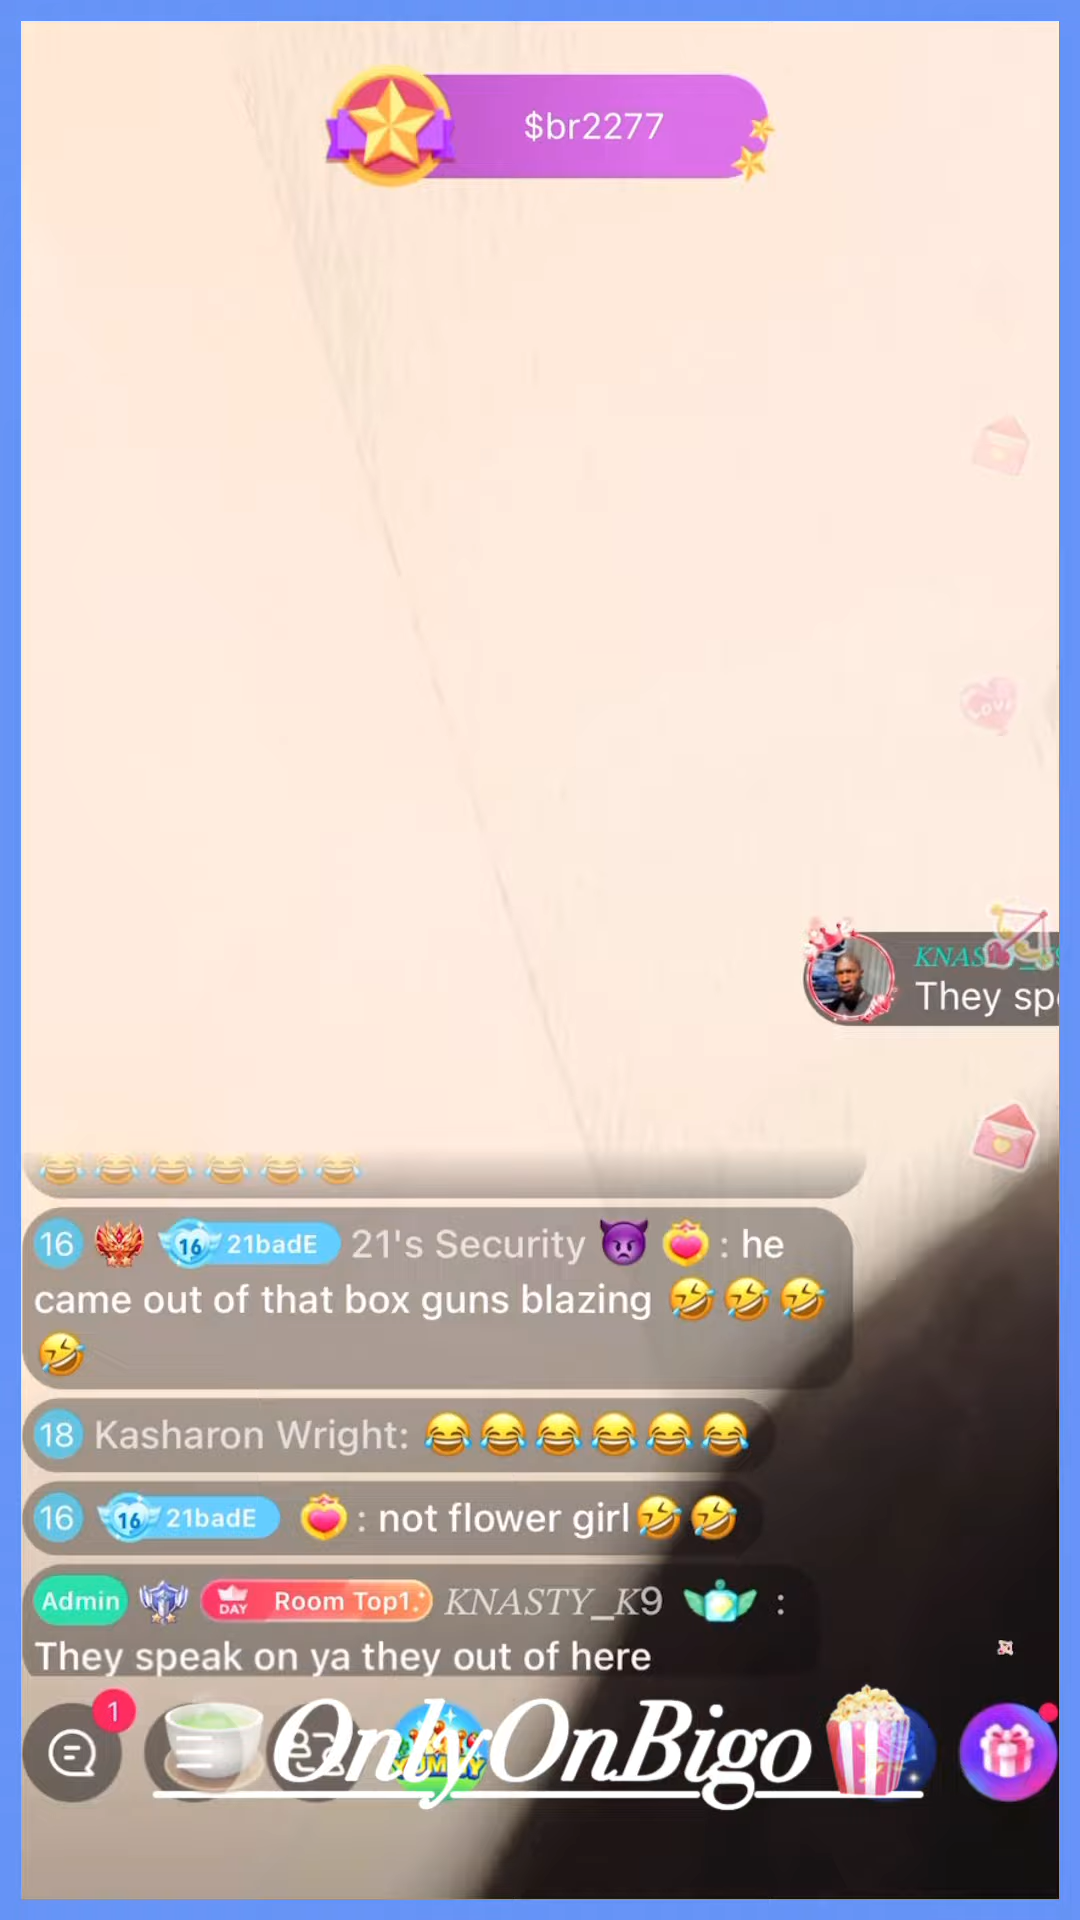 $br2277
KNAS
They sp
16 16 21badE 21's Security 😈 : he
came out of that box guns blazing 🤣🤣🤣
🤣
18 Kasharon Wright: 😂😂😂😂😂😂
16 16 21badE : not flower girl🤣🤣
Admin DAY Room Top1 KNASTY_K9 :
They speak on ya they out of here
1
OnlyOnBigo